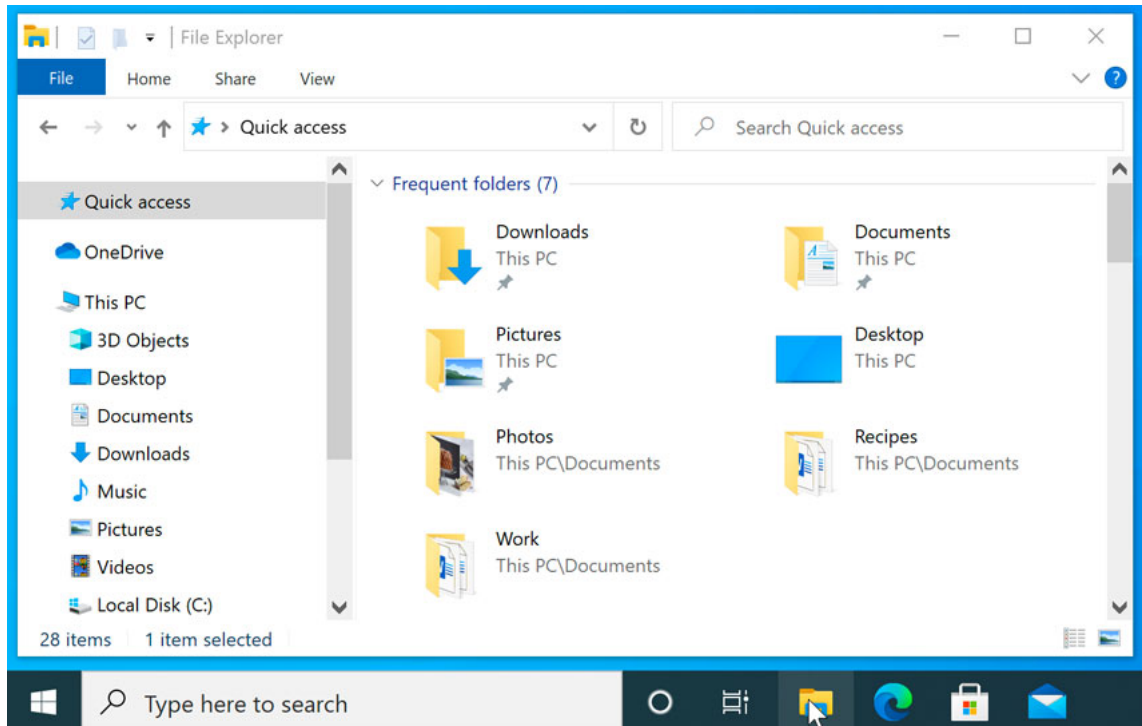 File Explorer
File Home Share View
Quick access
Search Quick access
Quick access
OneDrive
This PC
3D Objects
Desktop
Documents
Downloads
Music
Pictures
Videos
Local Disk (C:)
Frequent folders (7)
Downloads
This PC
Documents
This PC
Pictures
This PC
Desktop
This PC
Photos
This PC\Documents
Recipes
This PC\Documents
Work
This PC\Documents
28 items 1 item selected
Type here to search